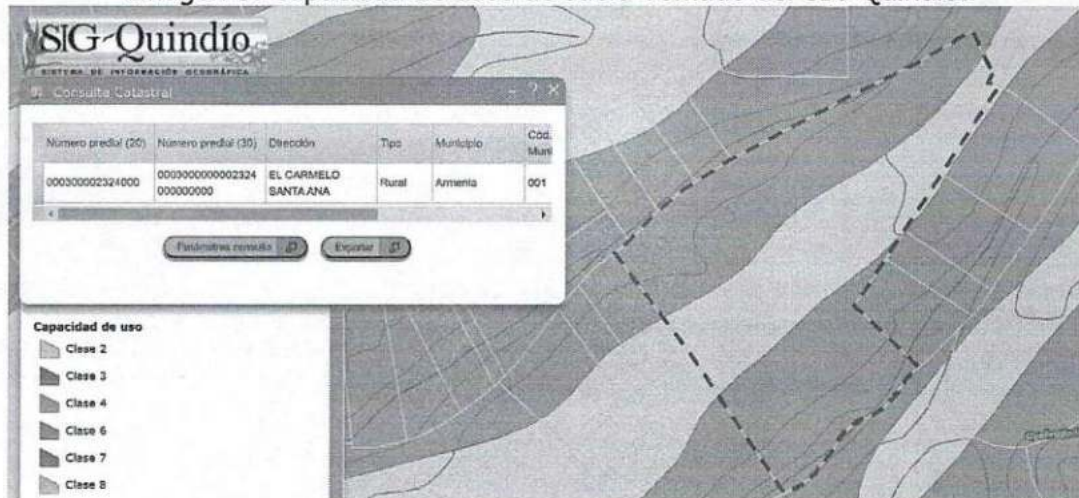 SIG-Quindío
SISTEMA DE INFORMACIÓN GEOGRÁFICA
Consulta Catastral
Número predial (20) Número predial (30) Dirección Tipo Municipio Cód. Muni
000300002324000 0003000000002324 000000000 EL CARMELO SANTA ANA Rural Armenia 001
Parámetros consulta Exportar
Capacidad de uso
Clase 2
Clase 3
Clase 4
Clase 6
Clase 7
Clase 8